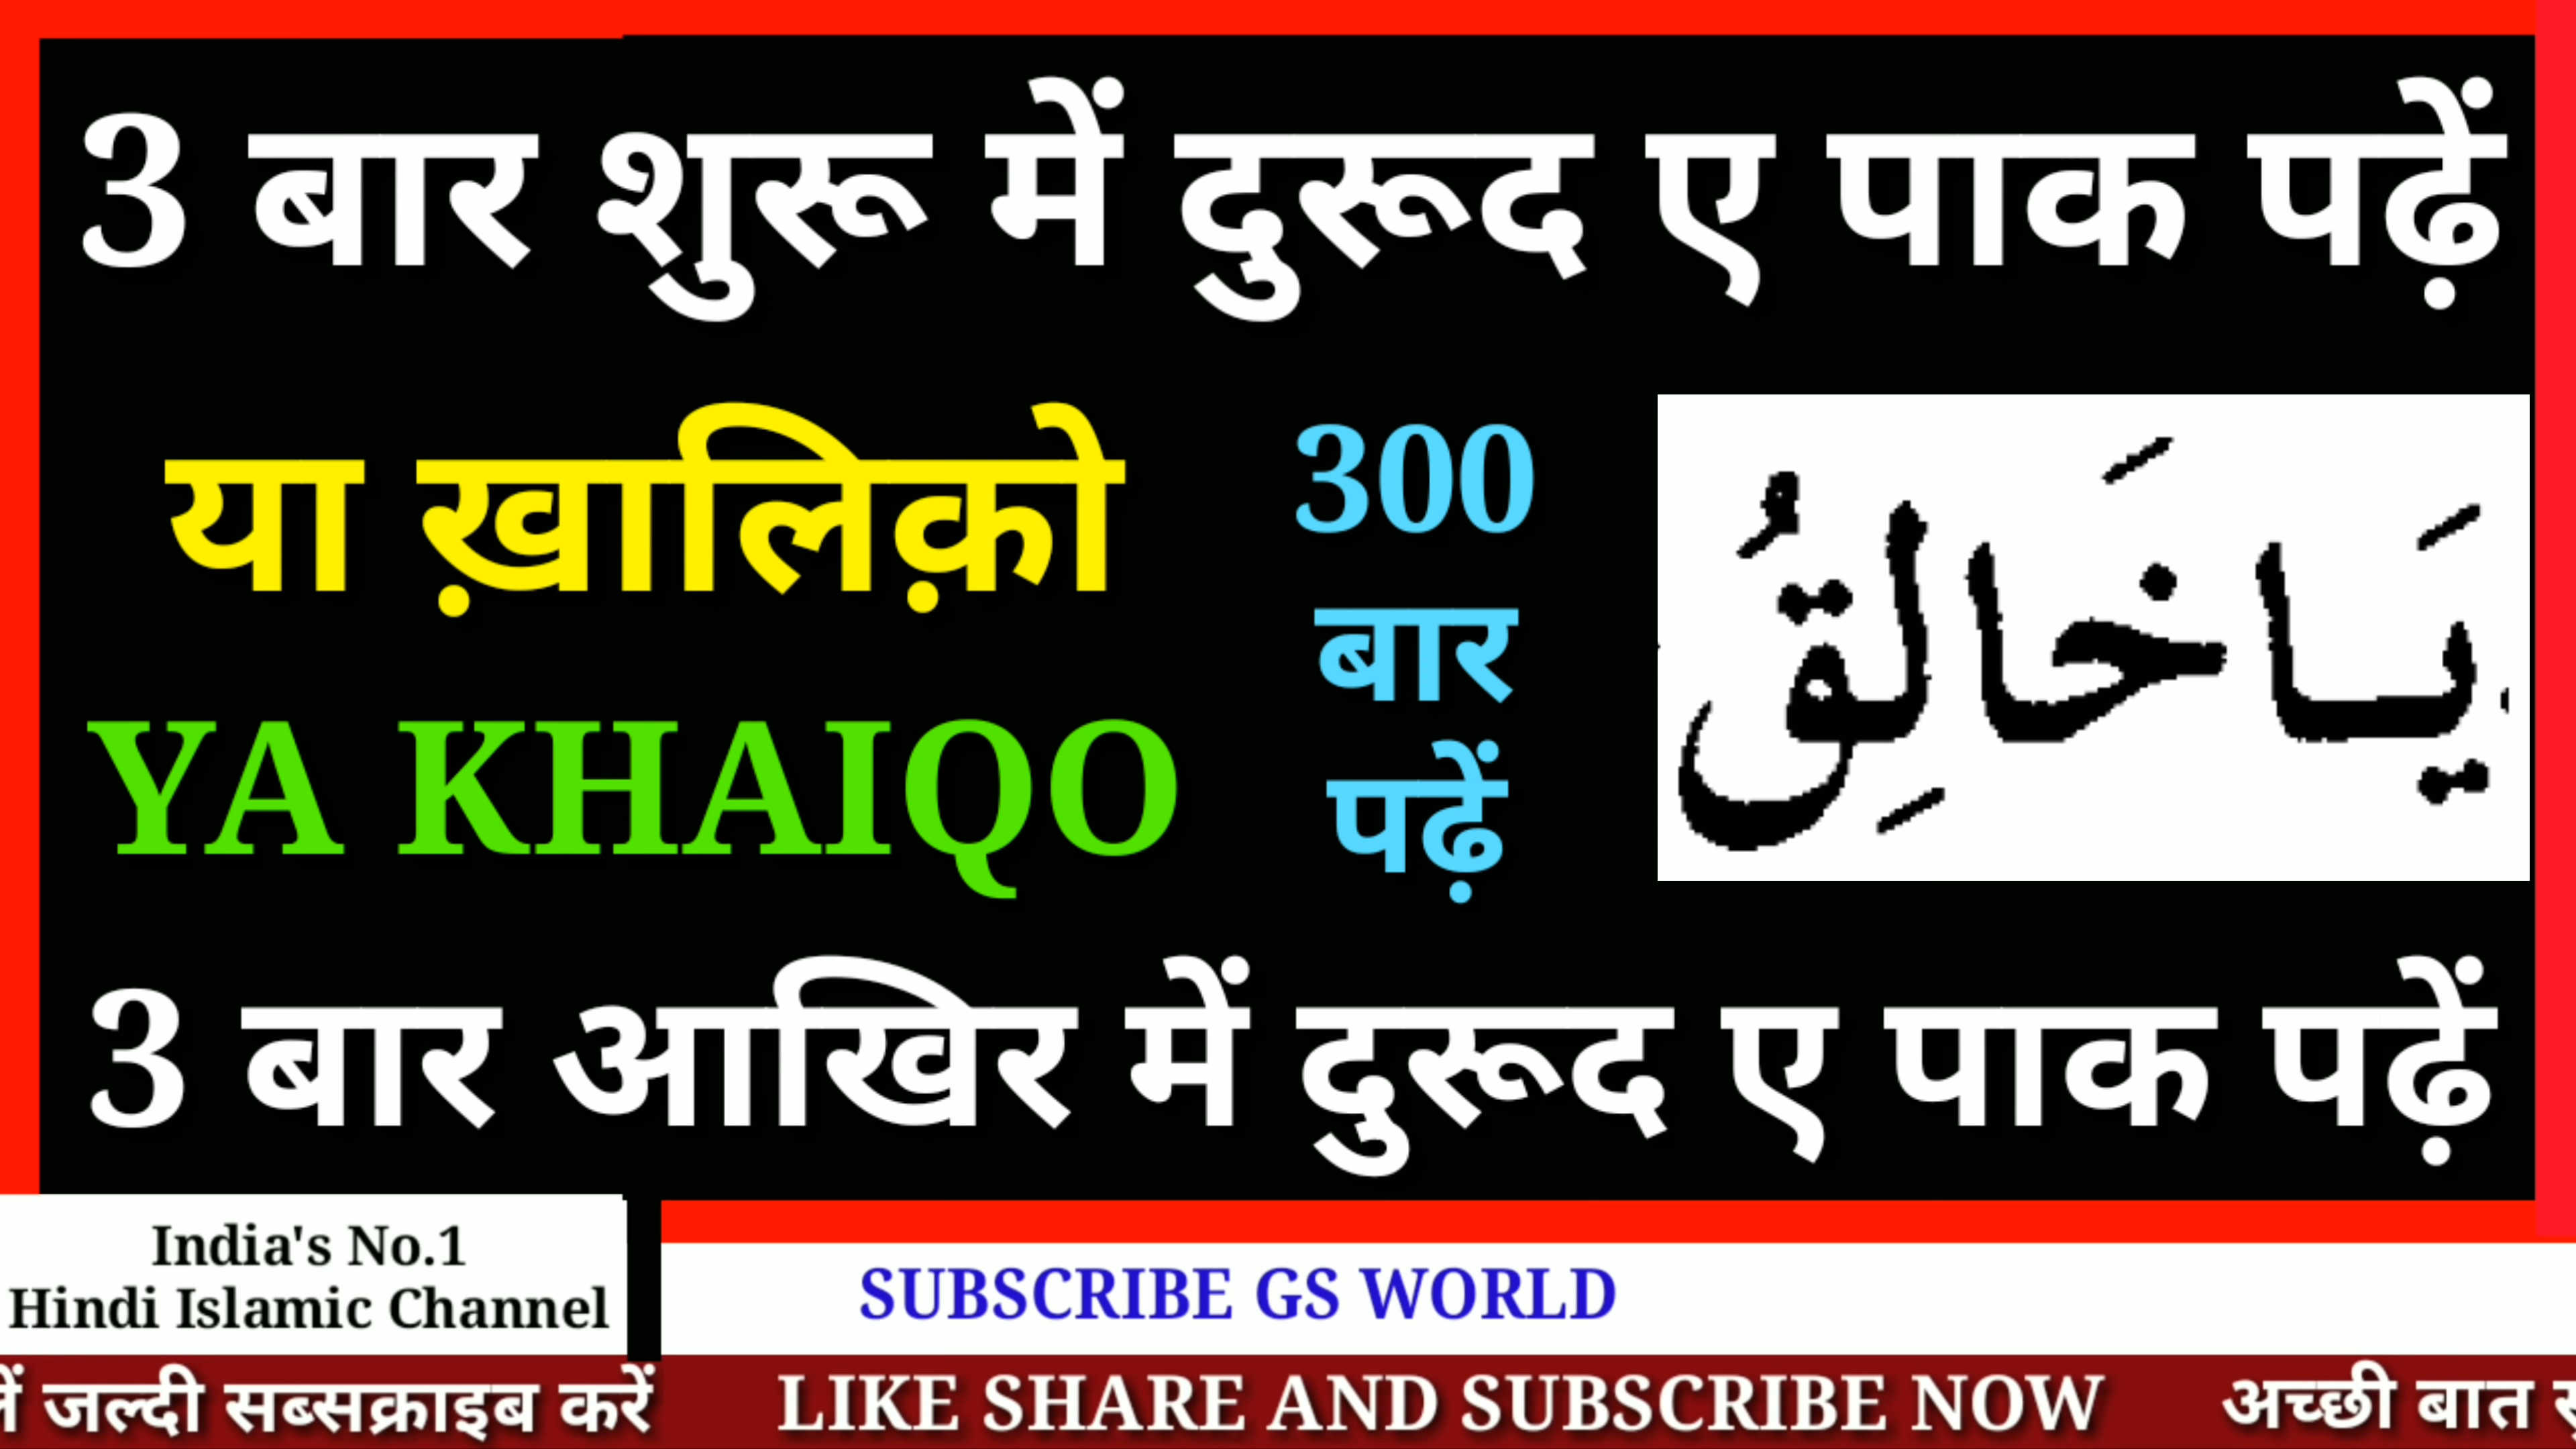 3 बार शुरू में दुरूद ए पाक पढ़ें
या ख़ालिक़ो
YA KHAIQO
300
बार
पढ़ें
يَا خَالِقُ
3 बार आखिर में दुरूद ए पाक पढ़ें
India's No.1
Hindi Islamic Channel
SUBSCRIBE GS WORLD
जल्दी सब्सक्राइब करें LIKE SHARE AND SUBSCRIBE NOW अच्छी बात